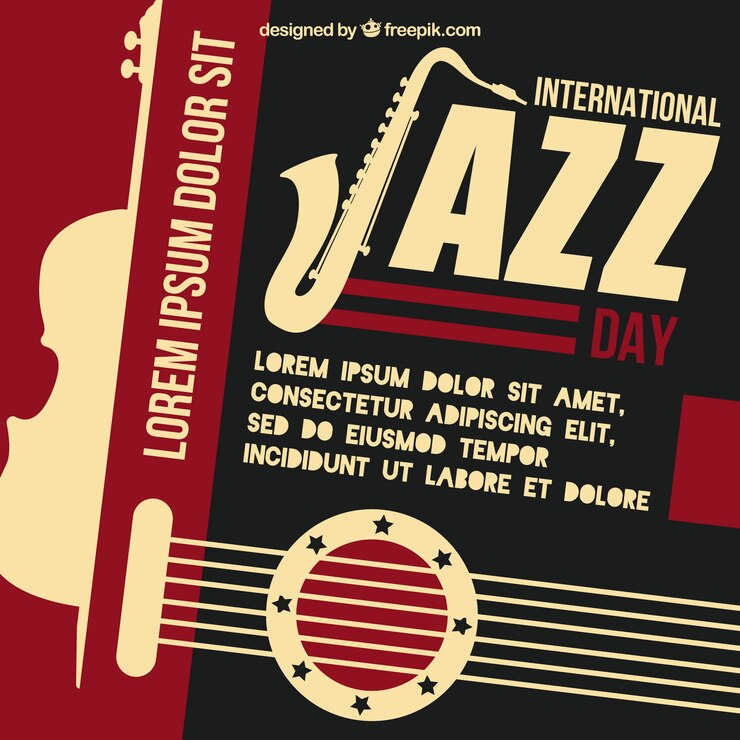 designed by freepik.com
LOREM IPSUM DOLOR SIT
INTERNATIONAL
JAZZ
DAY
LOREM IPSUM DOLOR SIT AMET,
CONSECTETUR ADIPISCING ELIT,
SED DO EIUSMOD TEMPOR
INCIDIDUNT UT LABORE ET DOLORE